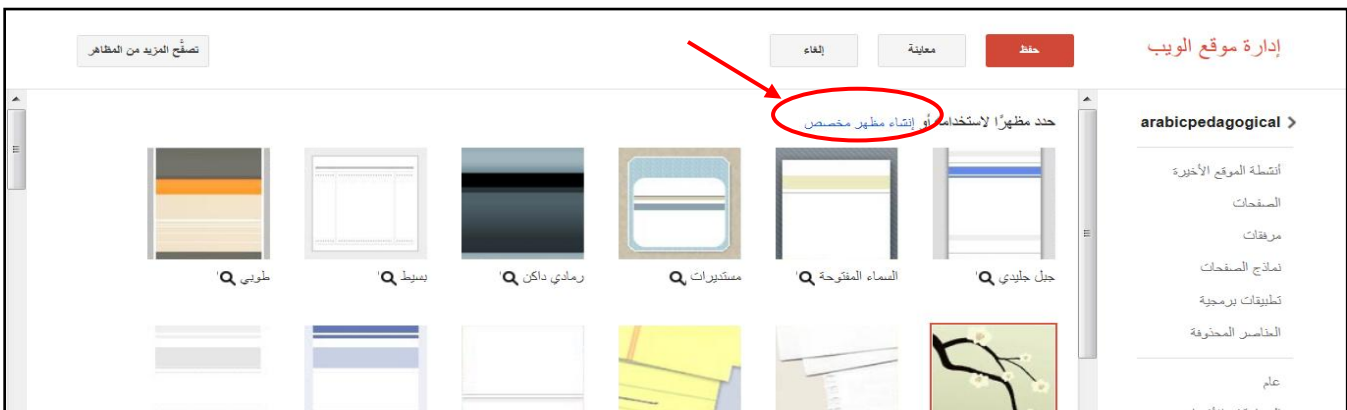 إدارة موقع الويب
حفظ
معاينة
إلغاء
تصفُّح المزيد من المظاهر
arabicpedagogical
أنشطة الموقع الأخيرة
الصفحات
مرفقات
نماذج الصفحات
تطبيقات برمجية
العناصر المحذوفة
عام
حدد مظهرًا لاستخدامه أو إنشاء مظهر مخصص
جبل جليدي
السماء المفتوحة
مستديرات
رمادي داكن
بسيط
طوبي